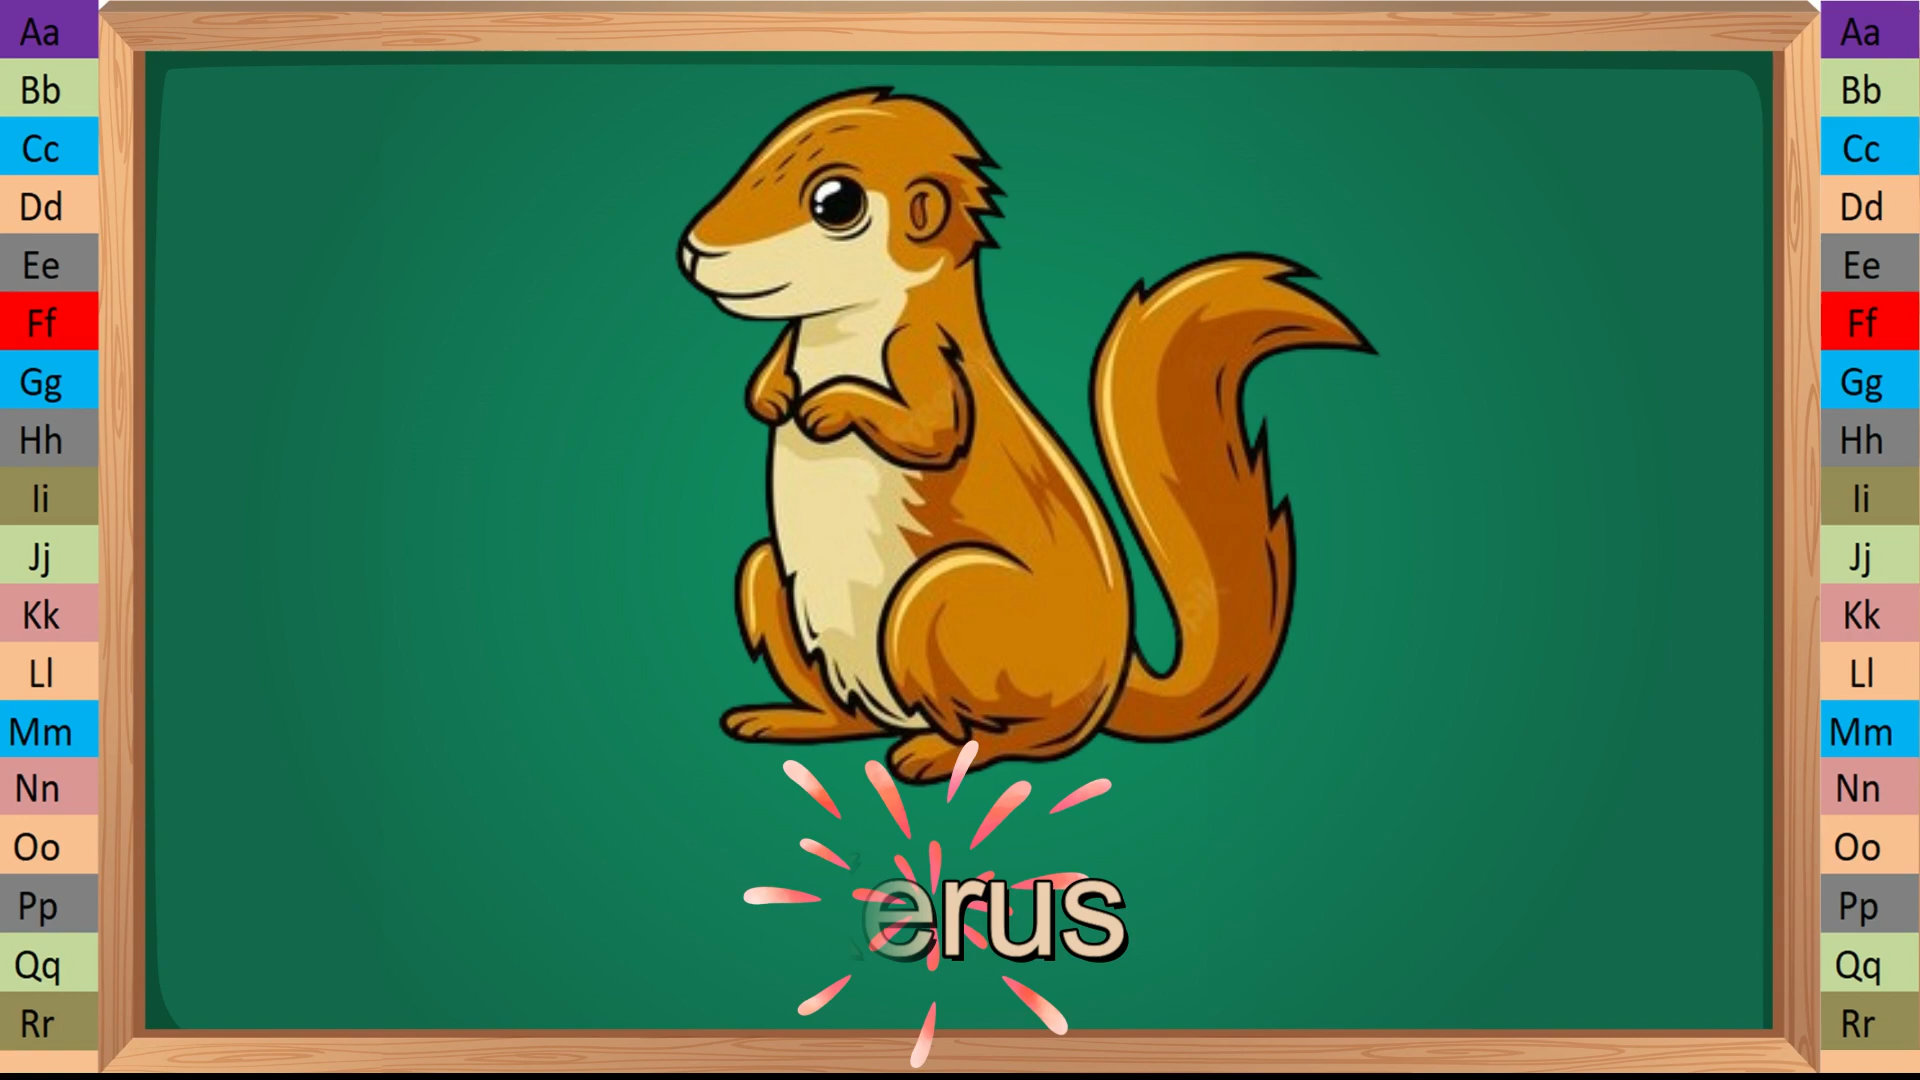 Aa
Bb
Cc
Dd
Ee
Ff
Gg
Hh
Ii
Jj
Kk
Ll
Mm
Nn
Oo
Pp
Qq
Rr
erus
Aa
Bb
Cc
Dd
Ee
Ff
Gg
Hh
Ii
Jj
Kk
Ll
Mm
Nn
Oo
Pp
Qq
Rr